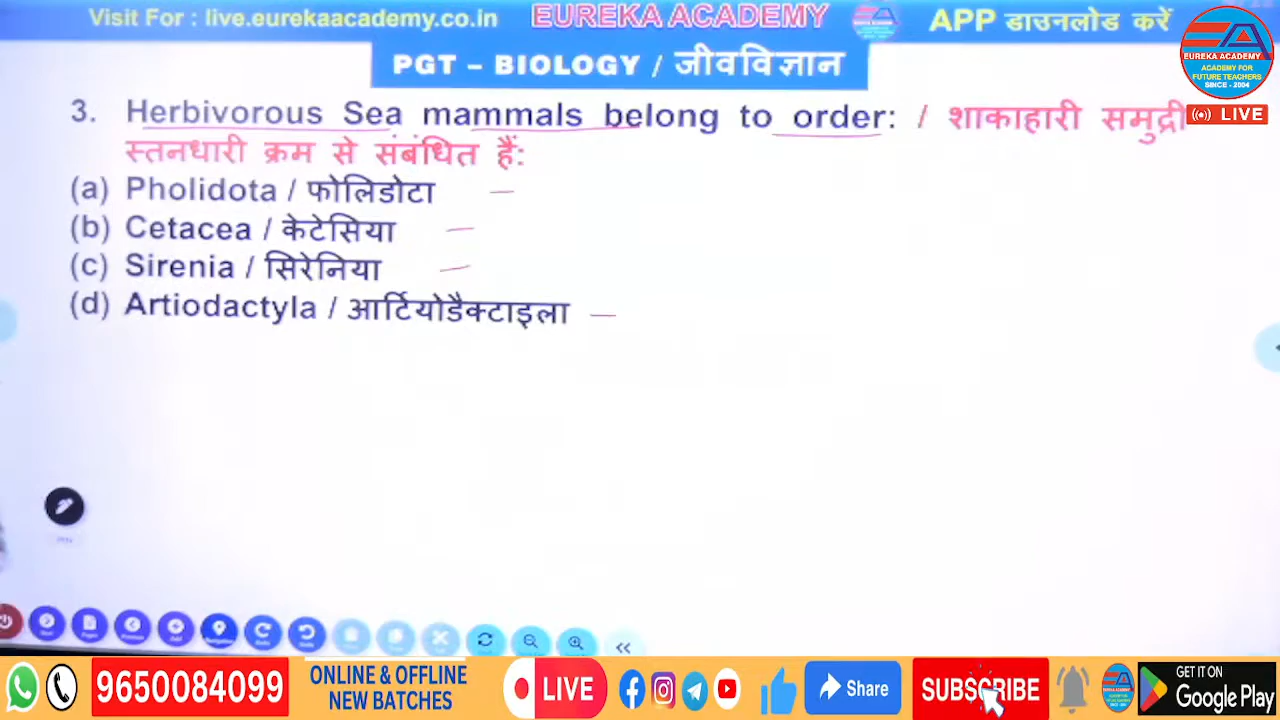 Visit For : live.eurekaacademy.co.in
EUREKA ACADEMY
APP डाउनलोड करें
EUREKA ACADEMY
ACADEMY FOR
FUTURE TEACHERS
SINCE - 2004
LIVE
PGT – BIOLOGY / जीवविज्ञान
3. Herbivorous Sea mammals belong to order: / शाकाहारी समुद्री
स्तनधारी क्रम से संबंधित हैं:
(a) Pholidota / फोलिडोटा
(b) Cetacea / केटेसिया
(c) Sirenia / सिरेनिया
(d) Artiodactyla / आर्टियोडैक्टाइला
9650084099
ONLINE & OFFLINE
NEW BATCHES
LIVE
Share
SUBSCRIBE
GET IT ON
Google Play